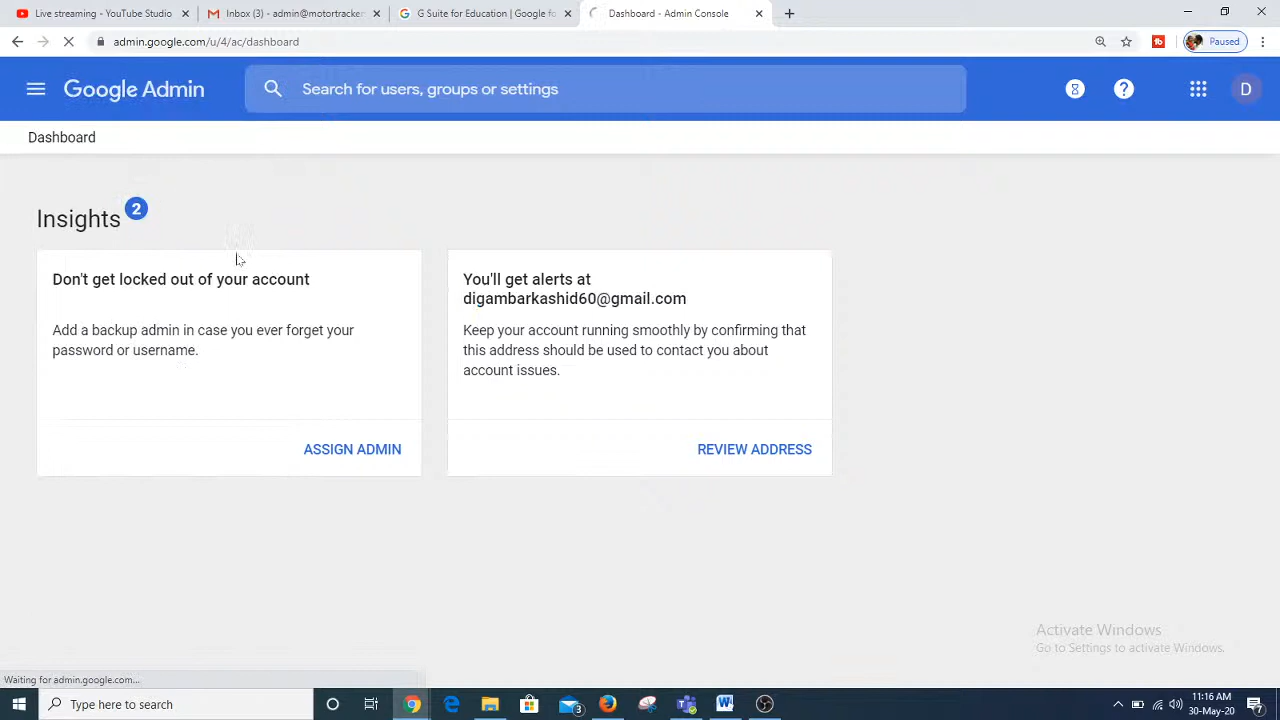 Live streaming - YouTube Studio
Inbox (3) - admin@motortracke
G Suite for Education | Google fo
Dashboard - Admin Console
admin.google.com/u/4/ac/dashboard
Paused
Google Admin
Search for users, groups or settings
D
Dashboard
Insights
2
Don't get locked out of your account
Add a backup admin in case you ever forget your
password or username.
ASSIGN ADMIN
You'll get alerts at
digambarkashid60@gmail.com
Keep your account running smoothly by confirming that
this address should be used to contact you about
account issues.
REVIEW ADDRESS
Activate Windows
Go to Settings to activate Windows.
Waiting for admin.google.com...
Type here to search
3
11:16 AM
30-May-20
7